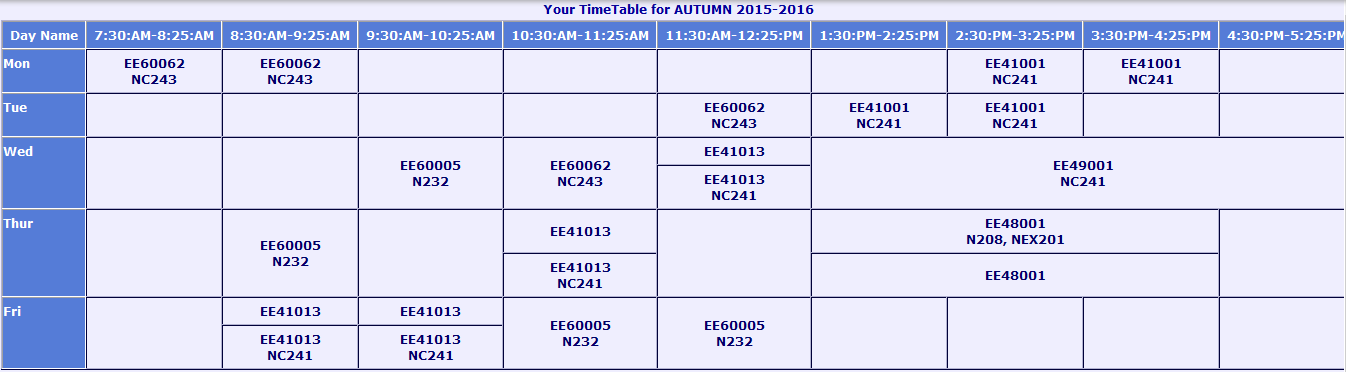 Your TimeTable for AUTUMN 2015-2016
Day Name 7:30:AM-8:25:AM 8:30:AM-9:25:AM 9:30:AM-10:25:AM 10:30:AM-11:25:AM 11:30:AM-12:25:PM 1:30:PM-2:25:PM 2:30:PM-3:25:PM 3:30:PM-4:25:PM 4:30:PM-5:25:PM
Mon EE60062 EE60062 EE41001 EE41001
NC243 NC243 NC241 NC241
Tue EE60062 EE41001 EE41001
NC243 NC241 NC241
Wed EE41013
EE60005 EE60062 EE49001
N232 NC243 NC241
EE41013
NC241
Thur EE48001
EE41013 N208, NEX201
EE60005
N232
EE41013 EE48001
NC241
Fri EE41013 EE41013
EE60005 EE60005
N232 N232
EE41013 EE41013
NC241 NC241